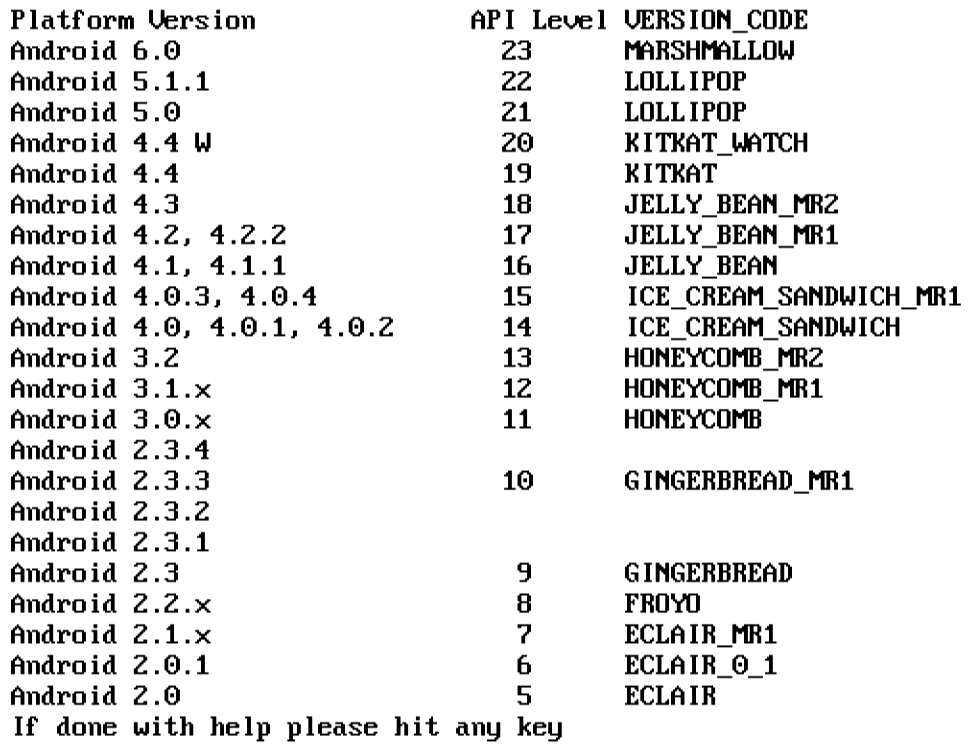 Platform Version API Level VERSION_CODE
Android 6.0 23 MARSHMALLOW
Android 5.1.1 22 LOLLIPOP
Android 5.0 21 LOLLIPOP
Android 4.4 W 20 KITKAT_WATCH
Android 4.4 19 KITKAT
Android 4.3 18 JELLY_BEAN_MR2
Android 4.2, 4.2.2 17 JELLY_BEAN_MR1
Android 4.1, 4.1.1 16 JELLY_BEAN
Android 4.0.3, 4.0.4 15 ICE_CREAM_SANDWICH_MR1
Android 4.0, 4.0.1, 4.0.2 14 ICE_CREAM_SANDWICH
Android 3.2 13 HONEYCOMB_MR2
Android 3.1.x 12 HONEYCOMB_MR1
Android 3.0.x 11 HONEYCOMB
Android 2.3.4
Android 2.3.3 10 GINGERBREAD_MR1
Android 2.3.2
Android 2.3.1
Android 2.3 9 GINGERBREAD
Android 2.2.x 8 FROYO
Android 2.1.x 7 ECLAIR_MR1
Android 2.0.1 6 ECLAIR_0_1
Android 2.0 5 ECLAIR
If done with help please hit any key